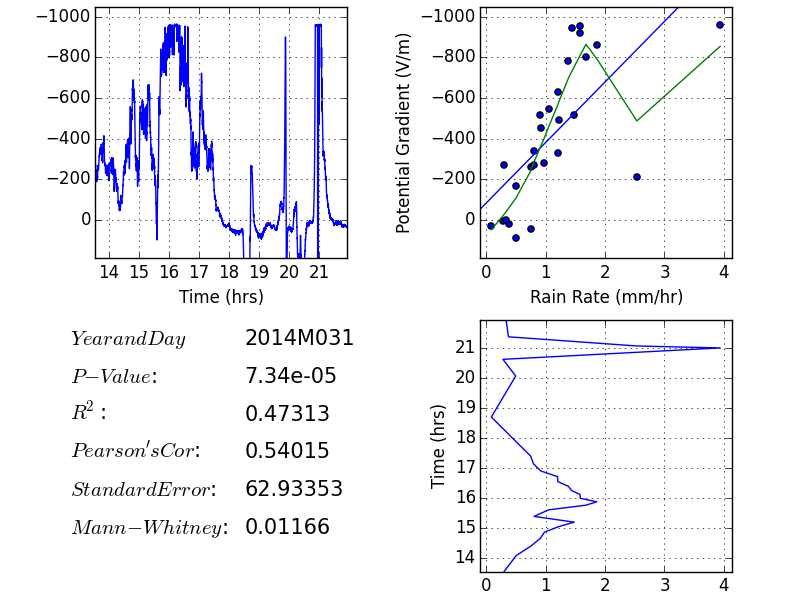 −1000
−800
−600
−400
−200
0
14 15 16 17 18 19 20 21
Time (hrs)
Potential Gradient (V/m)
−1000
−800
−600
−400
−200
0
0 1 2 3 4
Rain Rate (mm/hr)
YearandDay 2014M031
P−Value: 7.34e-05
R²: 0.47313
Pearson'sCor: 0.54015
StandardError: 62.93353
Mann−Whitney: 0.01166
Time (hrs)
21
20
19
18
17
16
15
14
0 1 2 3 4